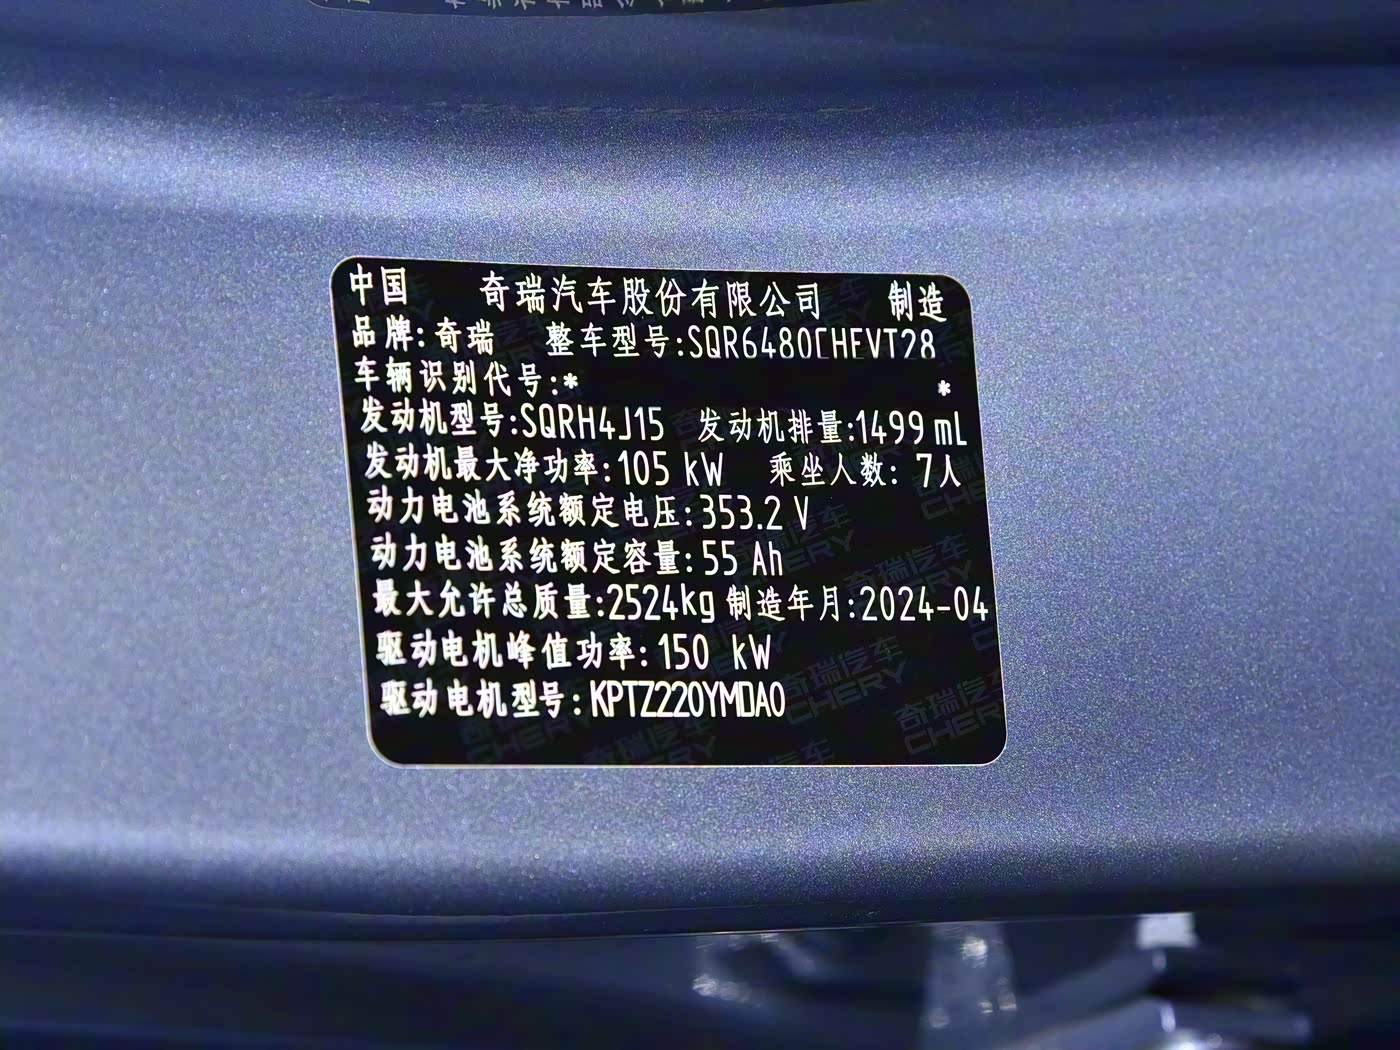 中国 奇瑞汽车股份有限公司 制造
品牌:奇瑞 整车型号:SQR6480CHEVT28
车辆识别代号:* *
发动机型号:SQRH4J15 发动机排量:1499 mL
发动机最大净功率:105 kW 乘坐人数: 7人
动力电池系统额定电压:353.2 V
动力电池系统额定容量:55 Ah
最大允许总质量:2524kg 制造年月:2024-04
驱动电机峰值功率:150 kW
驱动电机型号:KPTZ220YMDA0
奇瑞汽车
CHERY